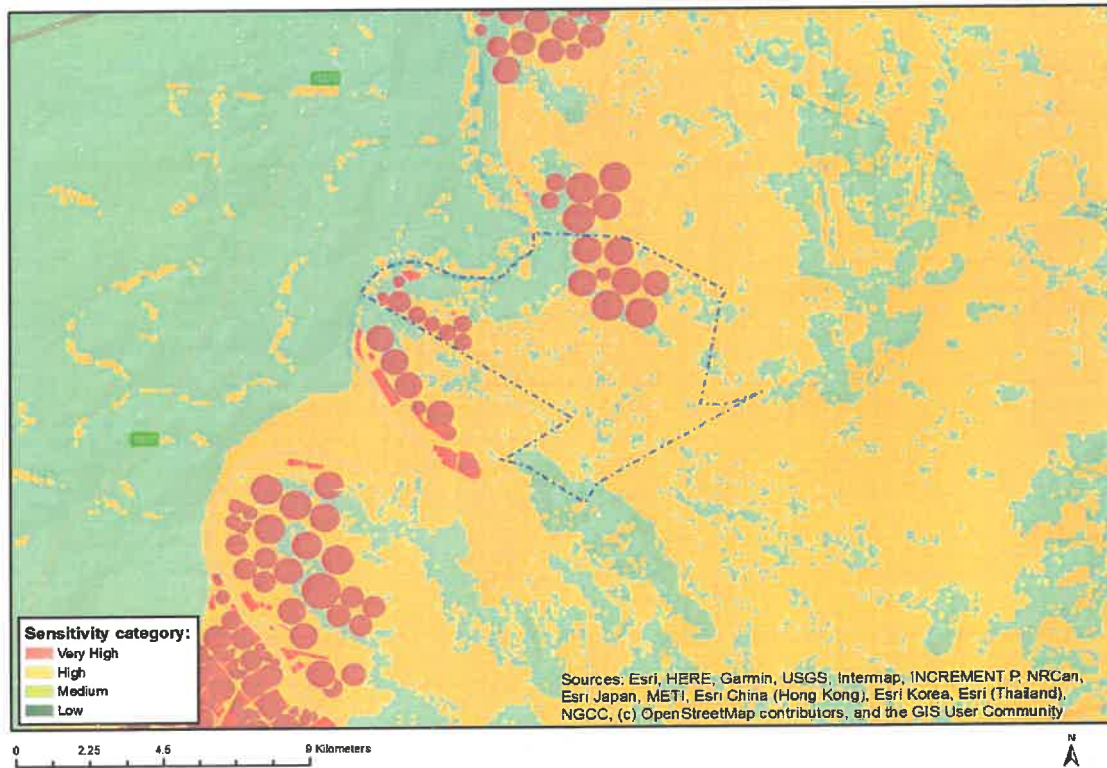 Sensitivity category:
Very High
High
Medium
Low
Sources: Esri, HERE, Garmin, USGS, Intermap, INCREMENT P, NRCan,
Esri Japan, METI, Esri China (Hong Kong), Esri Korea, Esri (Thailand),
NGCC, (c) OpenStreetMap contributors, and the GIS User Community
0 2.25 4.5 9 Kilometers
N